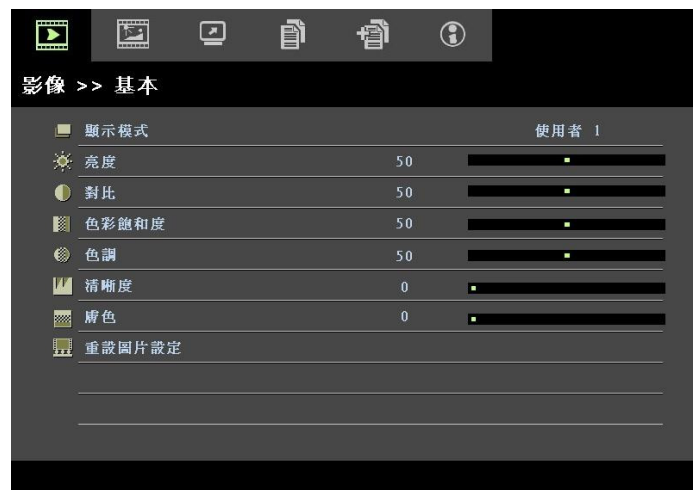 影像 >> 基本
顯示模式 使用者 1
亮度 50
對比 50
色彩飽和度 50
色調 50
清晰度 0
膚色 0
重設圖片設定